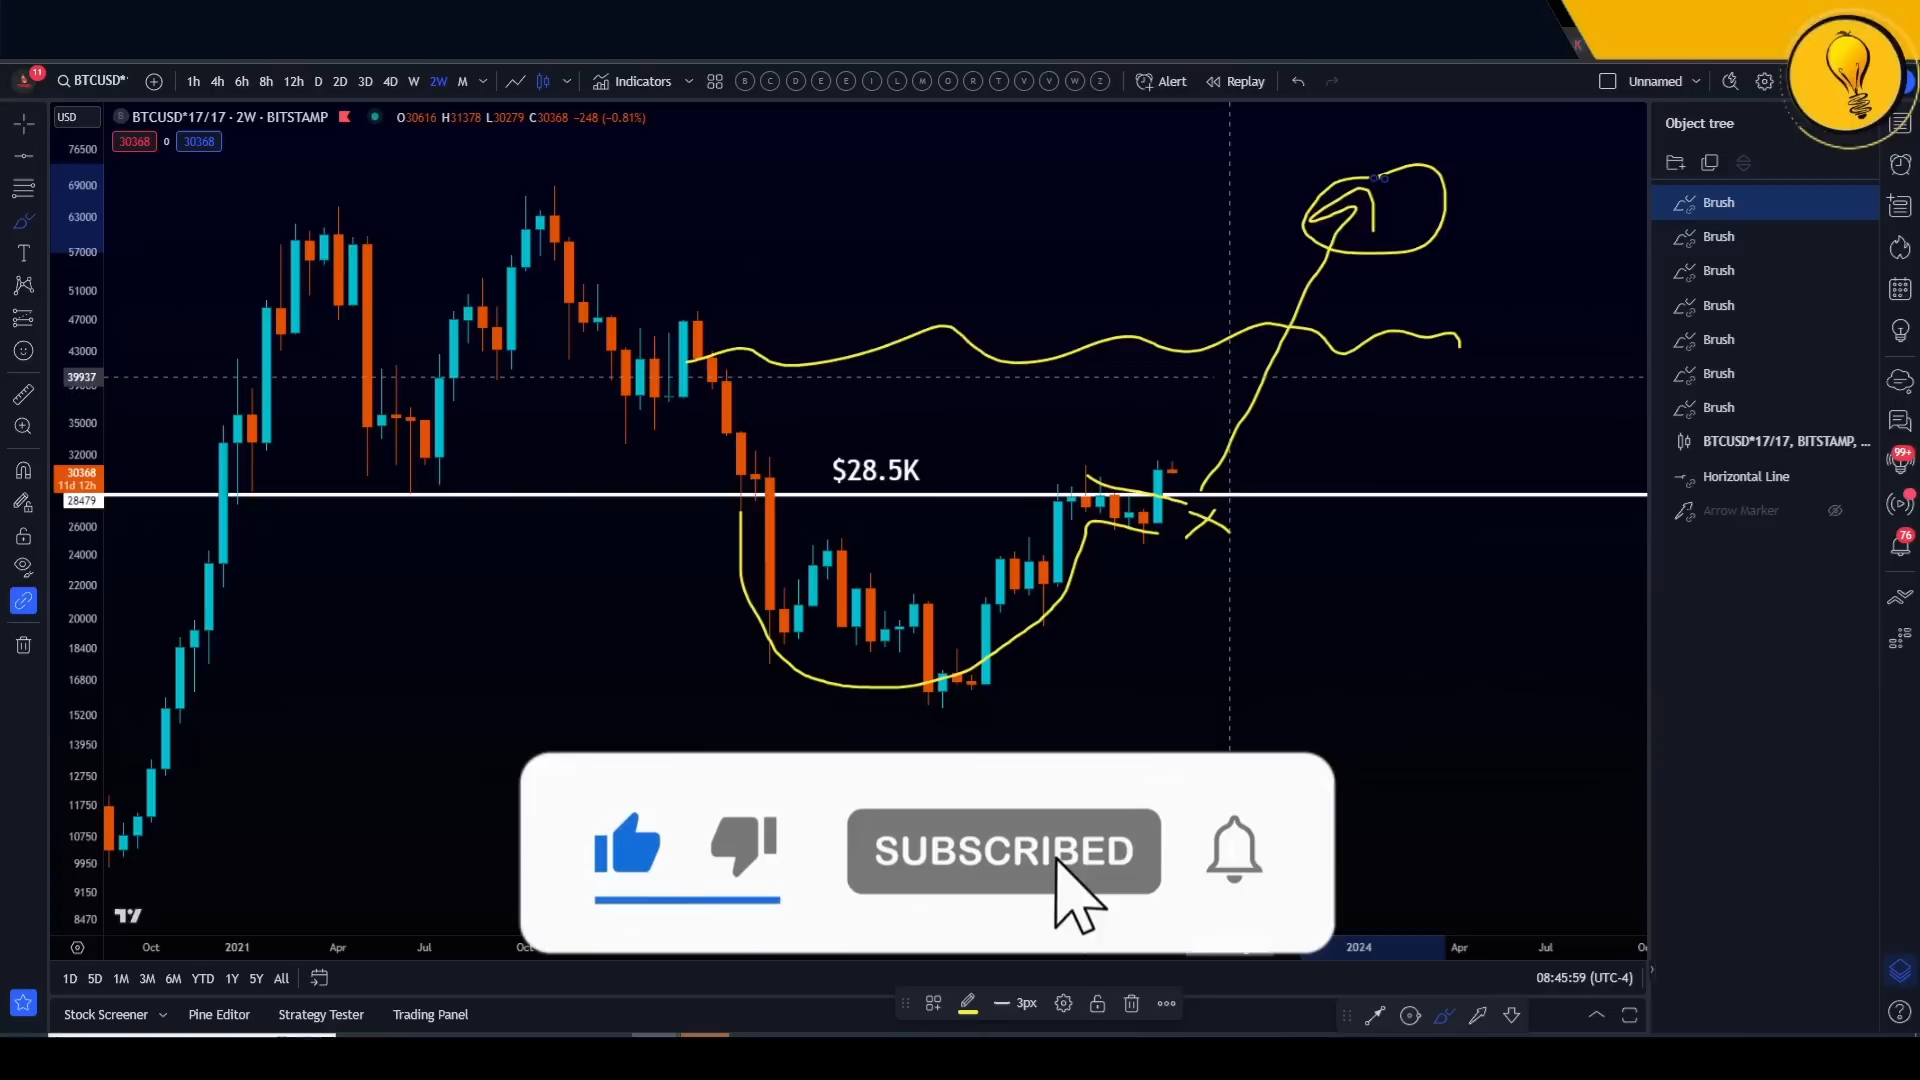 K
11
BTCUSD*
1h 4h 6h 8h 12h D 2D 3D 4D W 2W M
Indicators
B C D E E I L M O R T V V W Z
Alert Replay
Unnamed
USD
BTCUSD*17/17 · 2W · BITSTAMP
O30616 H31378 L30279 C30368 −248 (−0.81%)
30368 0 30368
Object tree
Brush
Brush
Brush
Brush
Brush
Brush
Brush
BTCUSD*17/17, BITSTAMP, ...
Horizontal Line
Arrow Marker
99+
76
76500
69000
63000
57000
51000
47000
43000
39937
35000
32000
30368
11d 12h
28479
26000
24000
22000
20000
18400
16800
15200
13950
12750
11750
10750
9950
9150
8470
$28.5K
SUBSCRIBED
Oct 2021 Apr Jul Oct 2024 Apr Jul
1D 5D 1M 3M 6M YTD 1Y 5Y All
08:45:59 (UTC-4)
3px
Stock Screener Pine Editor Strategy Tester Trading Panel